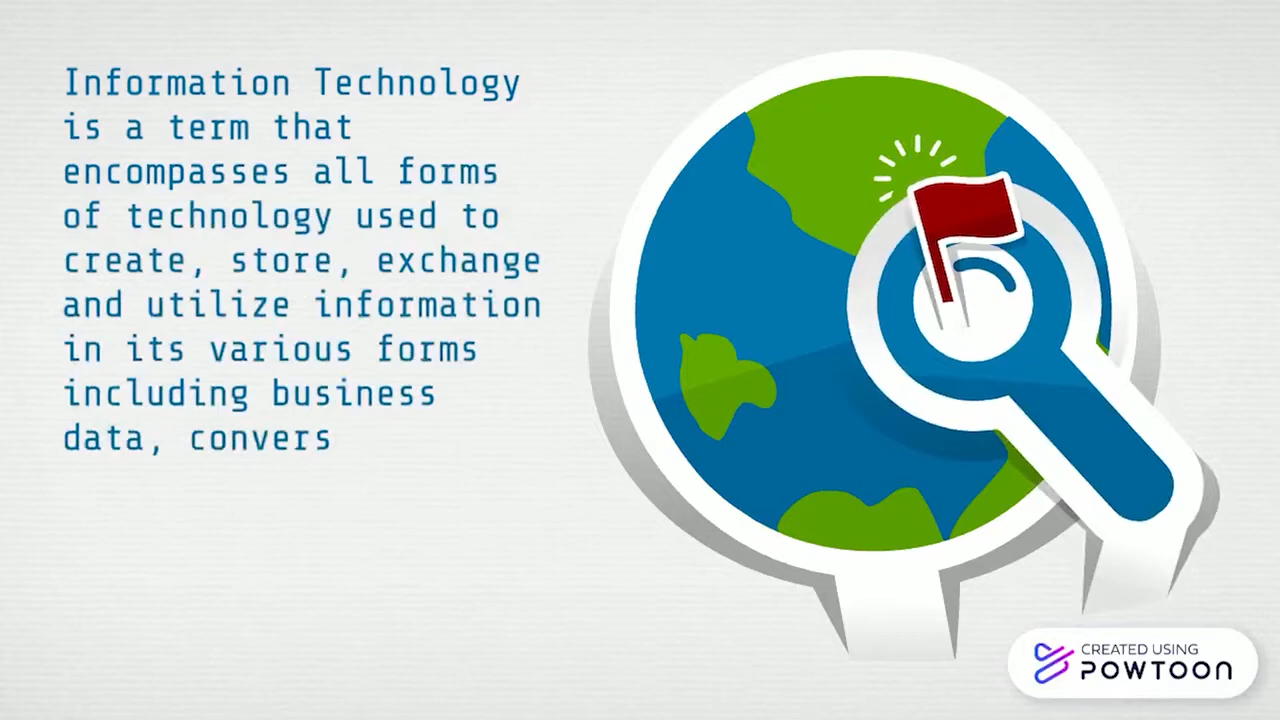 Information Technology
is a term that
encompasses all forms
of technology used to
create, store, exchange
and utilize information
in its various forms
including business
data, convers
CREATED USING
POWTOON